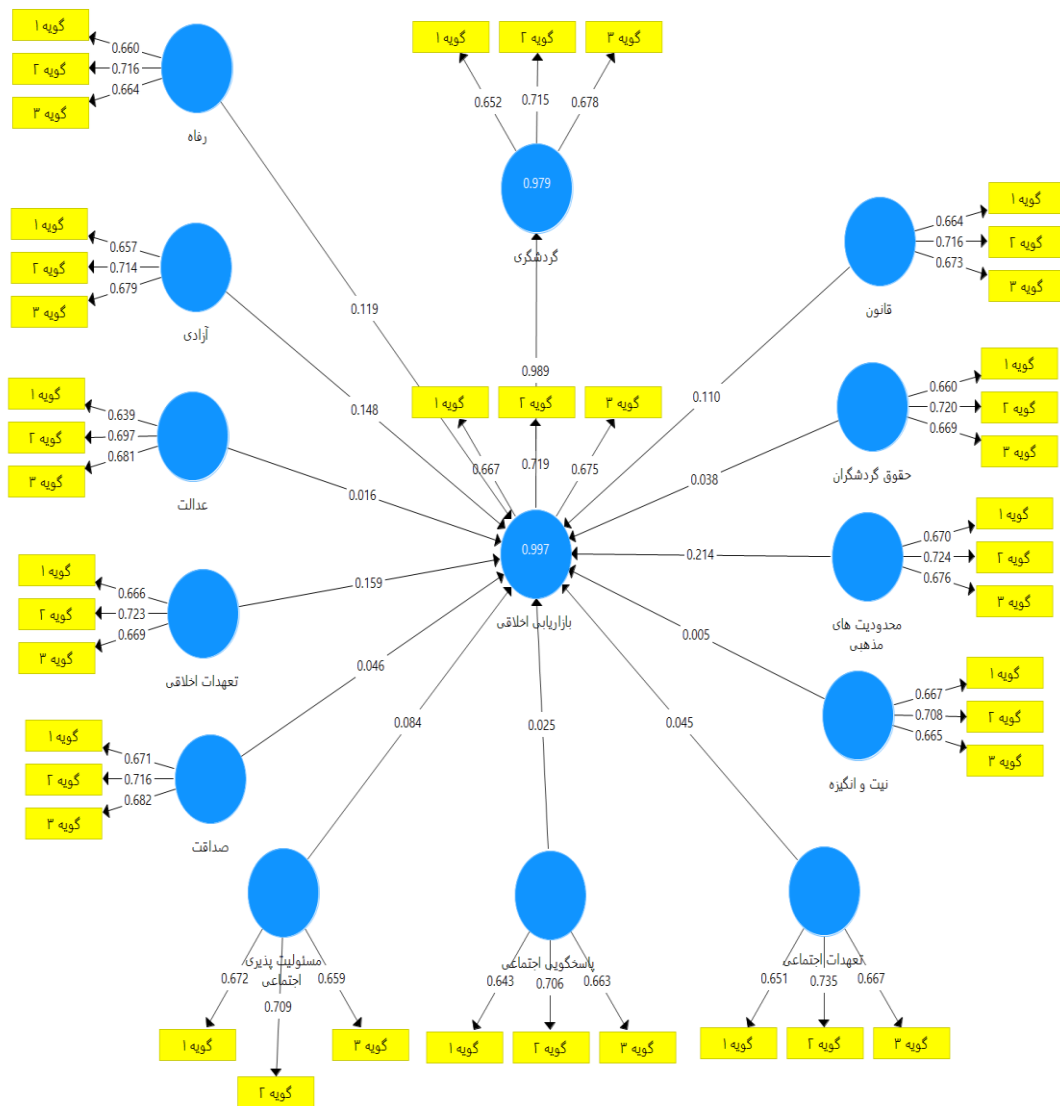 گویه ۱
گویه ۲
گویه ۳
0.660
0.716
0.664
رفاه
گویه ۱
گویه ۲
گویه ۳
0.652
0.715
0.678
0.979
گردشگری
گویه ۱
گویه ۲
گویه ۳
0.657
0.714
0.679
آزادی
گویه ۱
گویه ۲
گویه ۳
0.664
0.716
0.673
قانون
0.119
0.989
0.110
0.148
گویه ۱
گویه ۲
گویه ۳
0.639
0.697
0.681
عدالت
گویه ۱
گویه ۲
گویه ۳
0.667
0.719
0.675
گویه ۱
گویه ۲
گویه ۳
0.660
0.720
0.669
حقوق گردشگران
0.016
0.038
0.997
بازاریابی اخلاقی
0.214
گویه ۱
گویه ۲
گویه ۳
0.670
0.724
0.676
محدودیت های
مذهبی
گویه ۱
گویه ۲
گویه ۳
0.666
0.723
0.669
تعهدات اخلاقی
0.159
0.005
0.046
0.084
0.025
0.045
گویه ۱
گویه ۲
گویه ۳
0.667
0.708
0.665
نیت و انگیزه
گویه ۱
گویه ۲
گویه ۳
0.671
0.716
0.682
صداقت
مسئولیت پذیری
اجتماعی
0.672
0.709
0.659
گویه ۱
گویه ۲
گویه ۳
پاسخگویی اجتماعی
0.643
0.706
0.663
گویه ۱
گویه ۲
گویه ۳
تعهدات اجتماعی
0.651
0.735
0.667
گویه ۱
گویه ۲
گویه ۳